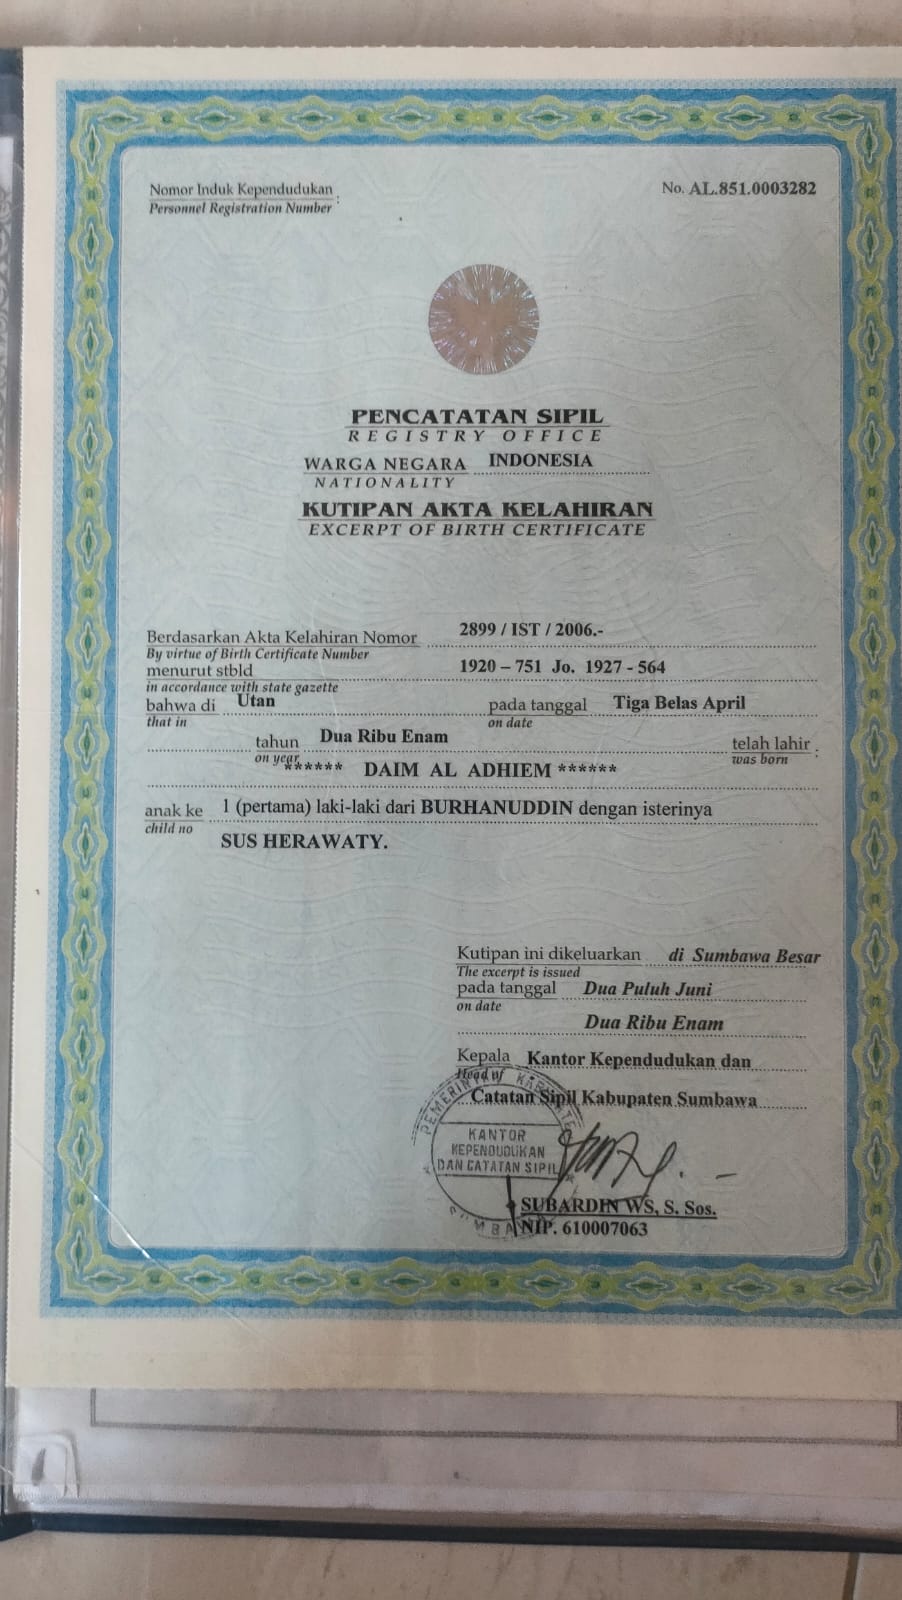 Nomor Induk Kependudukan :
Personnel Registration Number
No. AL.851.0003282
PENCATATAN SIPIL
REGISTRY OFFICE
WARGA NEGARA INDONESIA
NATIONALITY
KUTIPAN AKTA KELAHIRAN
EXCERPT OF BIRTH CERTIFICATE
Berdasarkan Akta Kelahiran Nomor 2899 / IST / 2006.-
By virtue of Birth Certificate Number
menurut stbld 1920 – 751 Jo. 1927 - 564
in accordance with state gazette
bahwa di Utan pada tanggal Tiga Belas April
that in on date
tahun Dua Ribu Enam telah lahir :
on year was born
****** DAIM AL ADHIEM ******
anak ke 1 (pertama) laki-laki dari BURHANUDDIN dengan isterinya
child no
SUS HERAWATY.
Kutipan ini dikeluarkan di Sumbawa Besar
The excerpt is issued
pada tanggal Dua Puluh Juni
on date
Dua Ribu Enam
Kepala Kantor Kependudukan dan
Head of
Catatan Sipil Kabupaten Sumbawa
PEMERINTAH
KANTOR
KEPENDUDUKAN
DAN CATATAN SIPIL
SUBARDIN WS, S. Sos.
NIP. 610007063